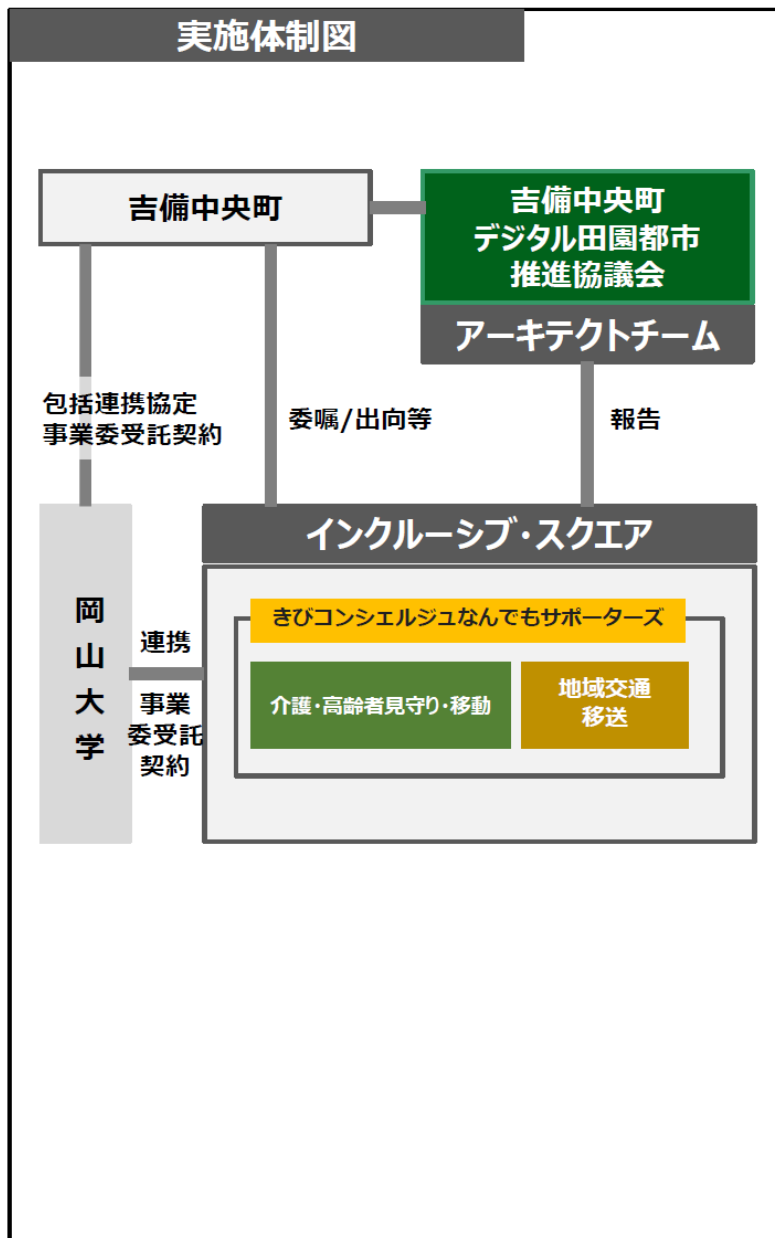 実施体制図
吉備中央町
吉備中央町
デジタル田園都市
推進協議会
アーキテクトチーム
包括連携協定
事業委受託契約
委嘱/出向等
報告
岡山大学
連携
事業
委受託
契約
インクルーシブ・スクエア
きびコンシェルジュなんでもサポーターズ
介護・高齢者見守り・移動
地域交通
移送